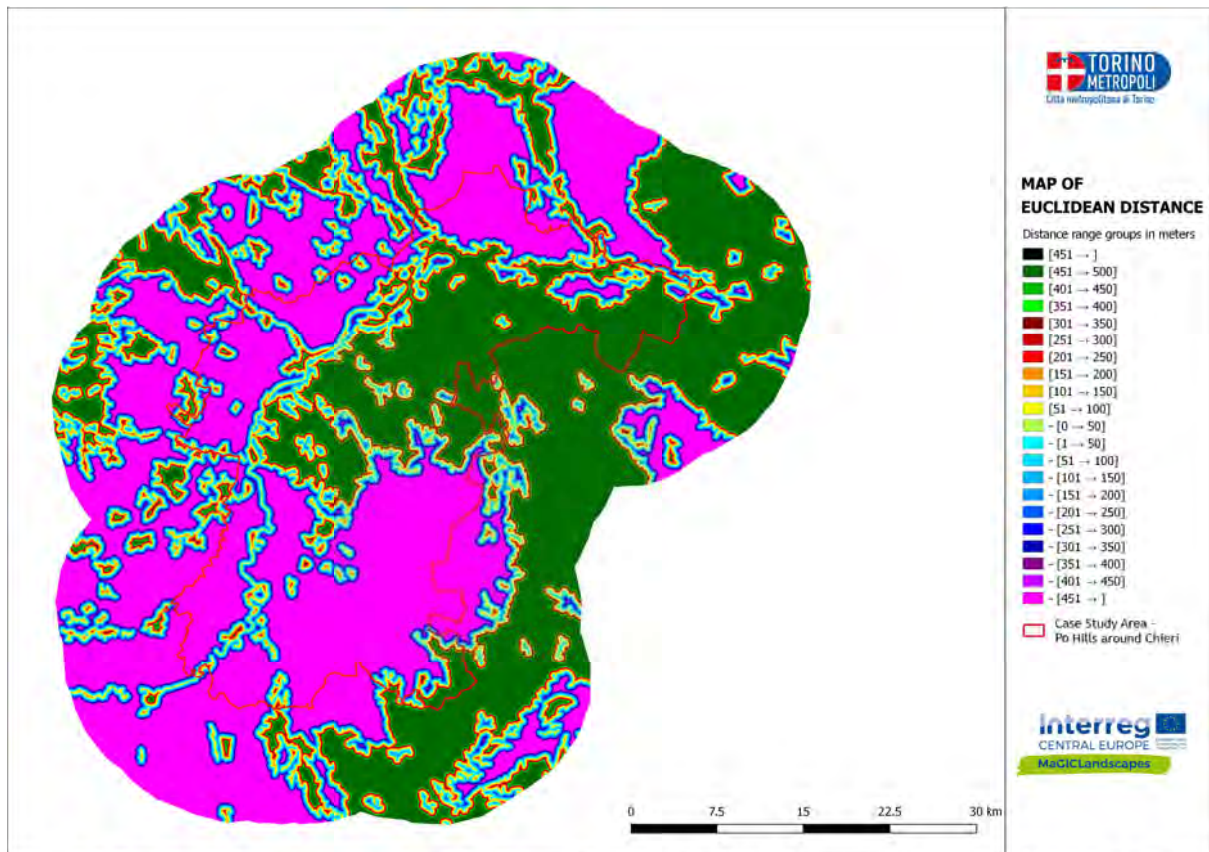 TORINO
METROPOLI
Città metropolitana di Torino
MAP OF
EUCLIDEAN DISTANCE
Distance range groups in meters
[451 → ]
[451 → 500]
[401 → 450]
[351 → 400]
[301 → 350]
[251 → 300]
[201 → 250]
[151 → 200]
[101 → 150]
[51 → 100]
- [0 → 50]
- [1 → 50]
- [51 → 100]
- [101 → 150]
- [151 → 200]
- [201 → 250]
- [251 → 300]
- [301 → 350]
- [351 → 400]
- [401 → 450]
- [451 → ]
Case Study Area -
Po Hills around Chieri
Interreg
CENTRAL EUROPE
MaGICLandscapes
0 7.5 15 22.5 30 km